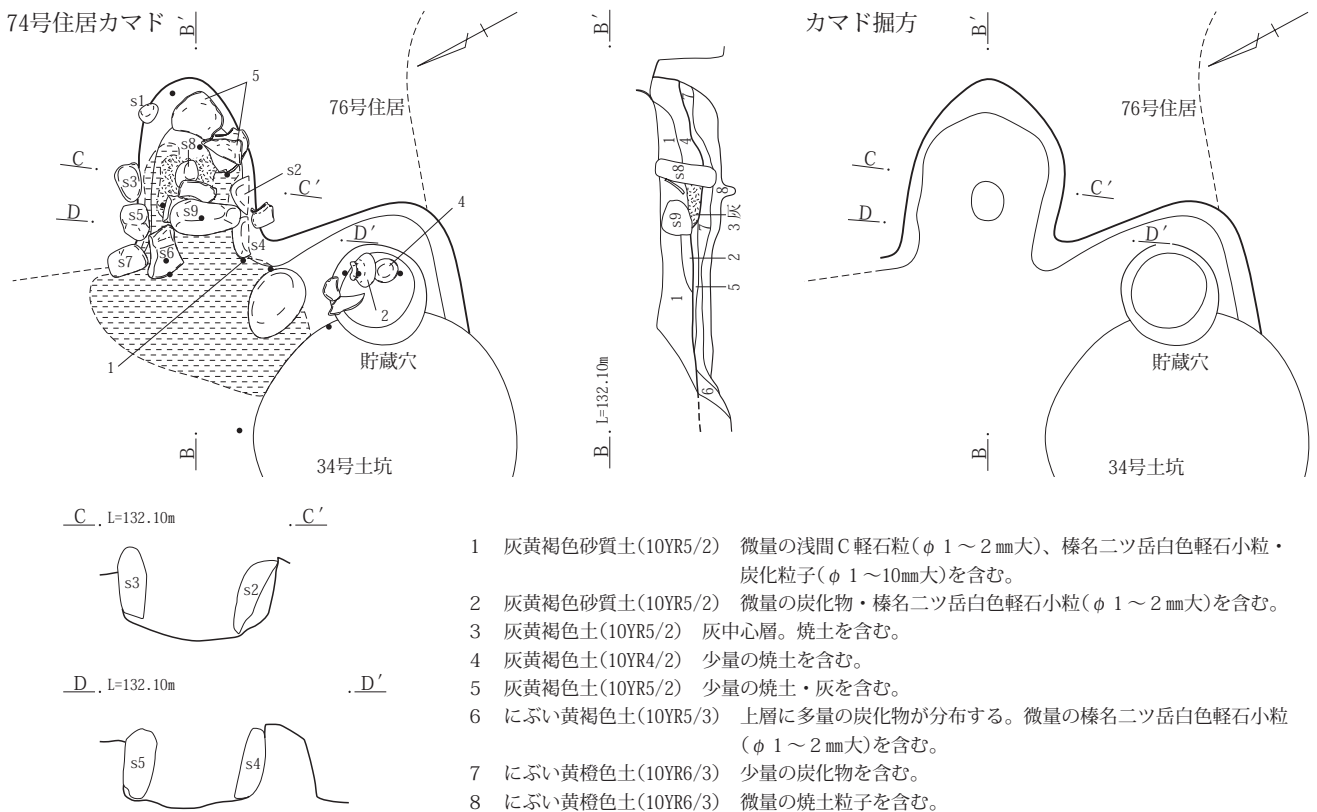 74号住居カマド
B′
B′
カマド掘方
B′
5
s1
76号住居
76号住居
7
1
4
s8
s8
C
s3
s2
C′
C
C′
8
D
s5
s9
4
s9
灰
3
7
D
D′
s4
D′
s7
s6
2
2
5
1
1
貯蔵穴
貯蔵穴
6
B
34号土坑
B L=132.10m
B
34号土坑
C L=132.10m C′
s3
s2
D L=132.10m D′
s5
s4
1 灰黄褐色砂質土(10YR5/2) 微量の浅間C軽石粒(φ1～2㎜大)、榛名二ツ岳白色軽石小粒・
炭化粒子(φ1～10㎜大)を含む。
2 灰黄褐色砂質土(10YR5/2) 微量の炭化物・榛名二ツ岳白色軽石小粒(φ1～2㎜大)を含む。
3 灰黄褐色土(10YR5/2) 灰中心層。焼土を含む。
4 灰黄褐色土(10YR4/2) 少量の焼土を含む。
5 灰黄褐色土(10YR5/2) 少量の焼土・灰を含む。
6 にぶい黄褐色土(10YR5/3) 上層に多量の炭化物が分布する。微量の榛名二ツ岳白色軽石小粒
(φ1～2㎜大)を含む。
7 にぶい黄橙色土(10YR6/3) 少量の炭化物を含む。
8 にぶい黄橙色土(10YR6/3) 微量の焼土粒子を含む。